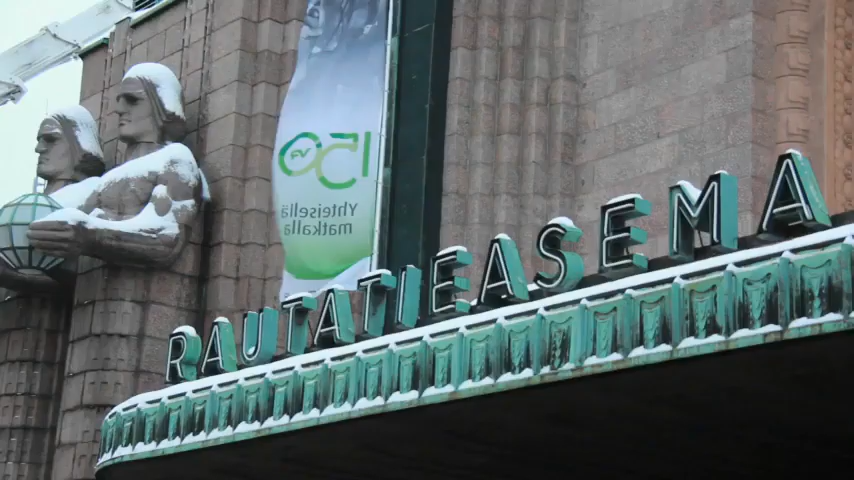 150
VR
Yhteisellä
matkalla
RAUTATIEASEMA